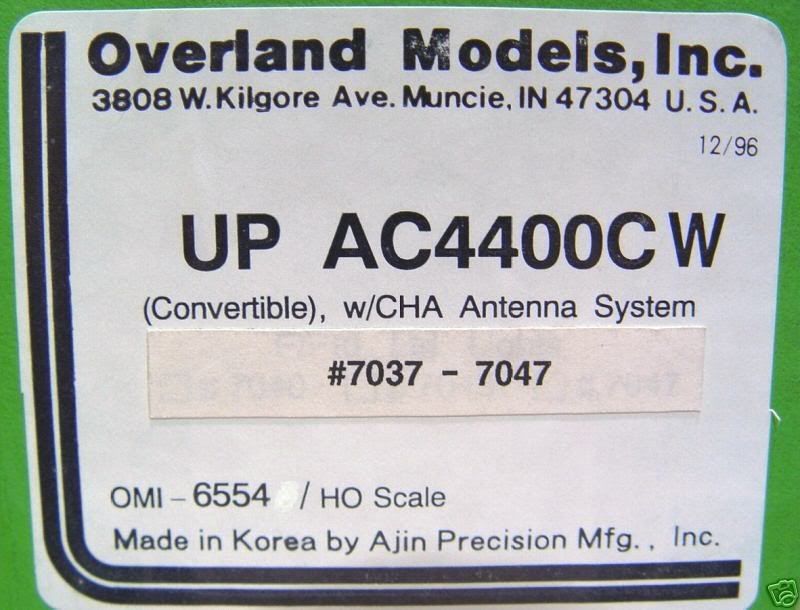 Overland Models, Inc.
3808 W. Kilgore Ave. Muncie, IN 47304 U. S. A.
12/96
UP AC4400CW
(Convertible), w/CHA Antenna System
#7037 - 7047
OMI - 6554 / HO Scale
Made in Korea by Ajin Precision Mfg. , Inc.